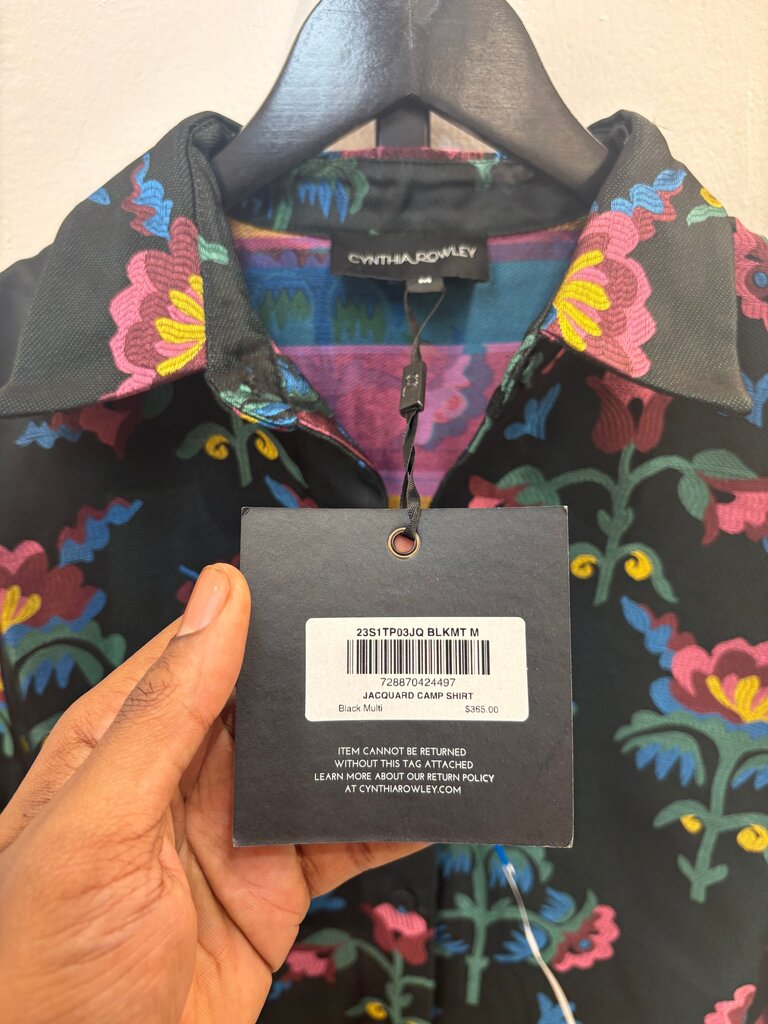 CYNTHIA ROWLEY
23S1TP03JQ BLKMT M
728870424497
JACQUARD CAMP SHIRT
Black Multi $365.00
ITEM CANNOT BE RETURNED
WITHOUT THIS TAG ATTACHED
LEARN MORE ABOUT OUR RETURN POLICY
AT CYNTHIAROWLEY.COM